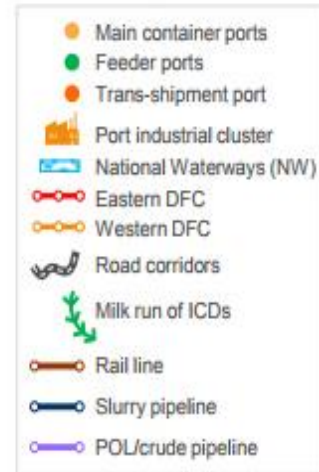 Main container ports
Feeder ports
Trans-shipment port
Port industrial cluster
National Waterways (NW)
Eastern DFC
Western DFC
Road corridors
Milk run of ICDs
Rail line
Slurry pipeline
POL/crude pipeline